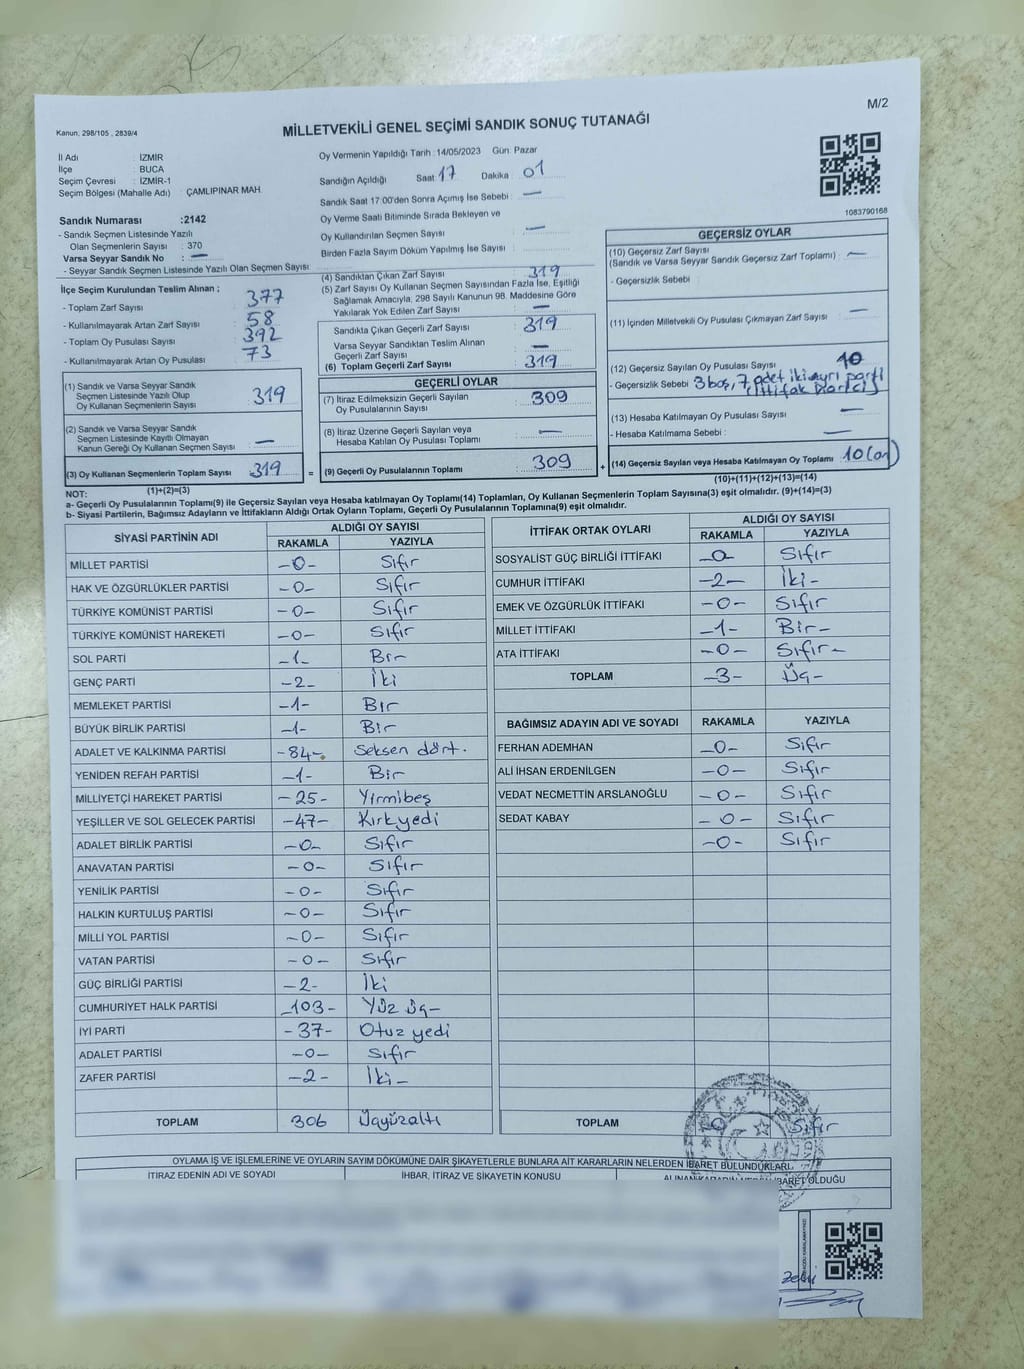 M/2
Kanun, 298/105 , 2839/4
MİLLETVEKİLİ GENEL SEÇİMİ SANDIK SONUÇ TUTANAĞI
İl Adı : İZMİR
İlçe : BUCA
Seçim Çevresi : İZMİR-1
Seçim Bölgesi (Mahalle Adı) : ÇAMLIPINAR MAH.
Sandık Numarası :2142
- Sandık Seçmen Listesinde Yazılı
Olan Seçmenlerin Sayısı : 370
Varsa Seyyar Sandık No : —
- Seyyar Sandık Seçmen Listesinde Yazılı Olan Seçmen Sayısı:
Oy Vermenin Yapıldığı Tarih :14/05/2023 Gün: Pazar
Sandığın Açıldığı Saat 17 Dakika 01
Sandık Saat 17:00'den Sonra Açımış İse Sebebi : —
Oy Verme Saati Bitiminde Sırada Bekleyen ve
Oy Kullandırılan Seçmen Sayısı —
Birden Fazla Sayım Döküm Yapılmış İse Sayısı :
1083790168
İlçe Seçim Kurulundan Teslim Alınan ;
- Toplam Zarf Sayısı 377
- Kullanılmayarak Artan Zarf Sayısı 58
- Toplam Oy Pusulası Sayısı 392
- Kullanılmayarak Artan Oy Pusulası 73
(1) Sandık ve Varsa Seyyar Sandık
Seçmen Listesinde Yazılı Olup
Oy Kullanan Seçmenlerin Sayısı 319
(2) Sandık ve Varsa Seyyar Sandık
Seçmen Listesinde Kayıtlı Olmayan
Kanun Gereği Oy Kullanan Seçmen Sayısı —
(3) Oy Kullanan Seçmenlerin Toplam Sayısı 319 =
(1)+(2)=(3)
(4) Sandıktan Çıkan Zarf Sayısı 319
(5) Zarf Sayısı Oy Kullanan Seçmen Sayısından Fazla İse, Eşitliği
Sağlamak Amacıyla, 298 Sayılı Kanunun 98. Maddesine Göre
Yakılarak Yok Edilen Zarf Sayısı —
Sandıkta Çıkan Geçerli Zarf Sayısı 319
Varsa Seyyar Sandıktan Teslim Alınan
Geçerli Zarf Sayısı —
(6) Toplam Geçerli Zarf Sayısı 319
GEÇERLİ OYLAR
(7) İtiraz Edilmeksizin Geçerli Sayılan
Oy Pusulalarının Sayısı 309
(8) İtiraz Üzerine Geçerli Sayılan veya
Hesaba Katılan Oy Pusulası Toplamı —
(9) Geçerli Oy Pusulalarının Toplamı 309 +
GEÇERSİZ OYLAR
(10) Geçersiz Zarf Sayısı
(Sandık ve Varsa Seyyar Sandık Geçersiz Zarf Toplamı) : —
- Geçersizlik Sebebi :
(11) İçinden Milletvekili Oy Pusulası Çıkmayan Zarf Sayısı : —
(12) Geçersiz Sayılan Oy Pusulası Sayısı 10
- Geçersizlik Sebebi 3 boş, 7 adet iki ayrı parti
(13) Hesaba Katılmayan Oy Pusulası Sayısı —
- Hesaba Katılmama Sebebi : —
(14) Geçersiz Sayılan veya Hesaba Katılmayan Oy Toplamı 10(on)
(10)+(11)+(12)+(13)=(14)
NOT:
a- Geçerli Oy Pusulalarının Toplamı(9) ile Geçersiz Sayılan veya Hesaba katılmayan Oy Toplamı(14) Toplamları, Oy Kullanan Seçmenlerin Toplam Sayısına(3) eşit olmalıdır. (9)+(14)=(3)
b- Siyasi Partilerin, Bağımsız Adayların ve İttifakların Aldığı Ortak Oyların Toplamı, Geçerli Oy Pusulalarının Toplamına(9) eşit olmalıdır.
SİYASİ PARTİNİN ADI ALDIĞI OY SAYISI
RAKAMLA YAZIYLA
MİLLET PARTİSİ -0- Sıfır
HAK VE ÖZGÜRLÜKLER PARTİSİ -0- Sıfır
TÜRKİYE KOMÜNİST PARTİSİ -0- Sıfır
TÜRKİYE KOMÜNİST HAREKETİ -0- Sıfır
SOL PARTİ -1- Bir
GENÇ PARTİ -2- İki
MEMLEKET PARTİSİ -1- Bir
BÜYÜK BİRLİK PARTİSİ -1- Bir
ADALET VE KALKINMA PARTİSİ -84- Seksen dört.
YENİDEN REFAH PARTİSİ -1- Bir
MİLLİYETÇİ HAREKET PARTİSİ -25- Yirmibeş
YEŞİLLER VE SOL GELECEK PARTİSİ -47- Kırkyedi
ADALET BİRLİK PARTİSİ -0- Sıfır
ANAVATAN PARTİSİ -0- Sıfır
YENİLİK PARTİSİ -0- Sıfır
HALKIN KURTULUŞ PARTİSİ -0- Sıfır
MİLLİ YOL PARTİSİ -0- Sıfır
VATAN PARTİSİ -0- Sıfır
GÜÇ BİRLİĞİ PARTİSİ -2- İki
CUMHURİYET HALK PARTİSİ -103- Yüz üç-
İYİ PARTİ -37- Otuz yedi
ADALET PARTİSİ -0- Sıfır
ZAFER PARTİSİ -2- İki-
TOPLAM 306 Üçyüzaltı
İTTİFAK ORTAK OYLARI ALDIĞI OY SAYISI
RAKAMLA YAZIYLA
SOSYALİST GÜÇ BİRLİĞİ İTTİFAKI -0- Sıfır
CUMHUR İTTİFAKI -2- İki-
EMEK VE ÖZGÜRLÜK İTTİFAKI -0- Sıfır
MİLLET İTTİFAKI -1- Bir-
ATA İTTİFAKI -0- Sıfır-
TOPLAM -3- Üç-
BAĞIMSIZ ADAYIN ADI VE SOYADI RAKAMLA YAZIYLA
FERHAN ADEMHAN -0- Sıfır
ALİ İHSAN ERDENİLGEN -0- Sıfır
VEDAT NECMETTİN ARSLANOĞLU -0- Sıfır
SEDAT KABAY -0- Sıfır
-0- Sıfır
TOPLAM 0 Sıfır
OYLAMA İŞ VE İŞLEMLERİNE VE OYLARIN SAYIM DÖKÜMÜNE DAİR ŞİKAYETLERLE BUNLARA AİT KARARLARIN NELERDEN İBARET BULUNDUKLARI
İTİRAZ EDENİN ADI VE SOYADI İHBAR, İTİRAZ VE ŞİKAYETİN KONUSU